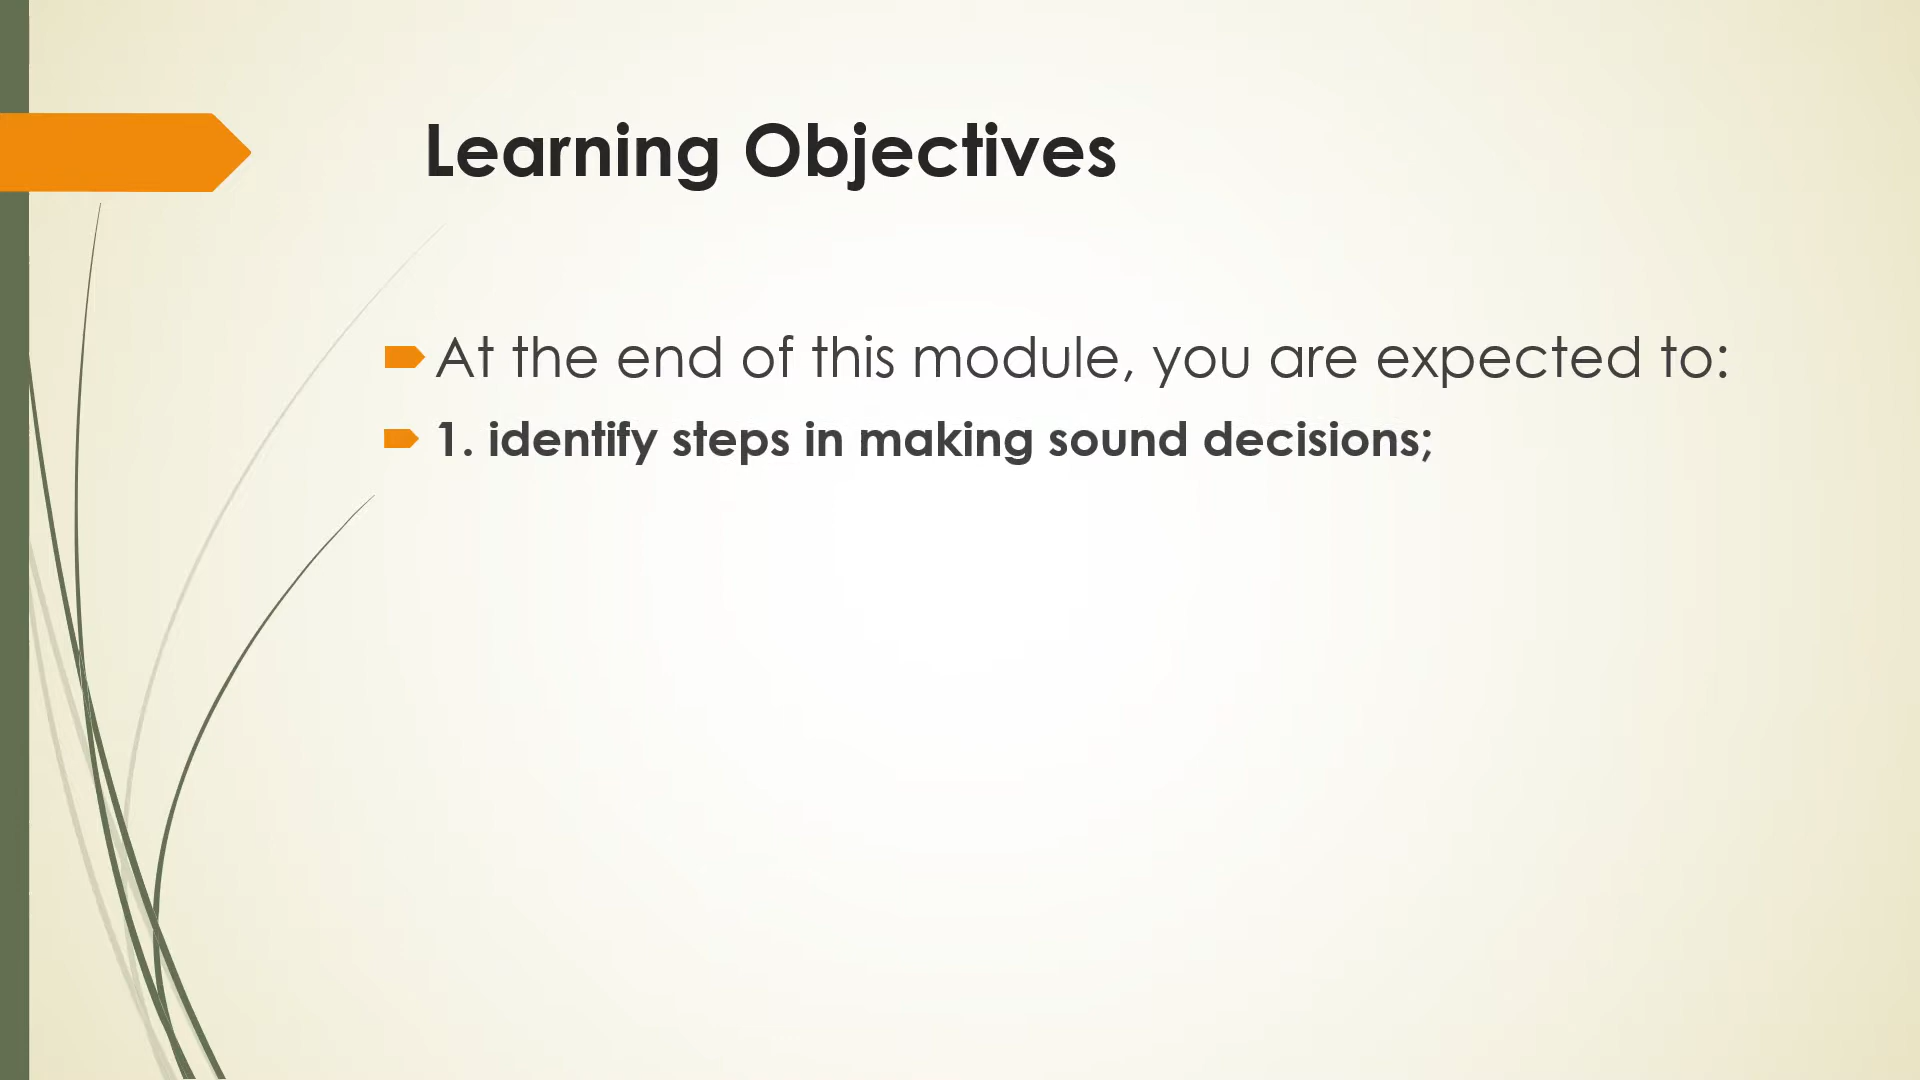 Learning Objectives
At the end of this module, you are expected to:
1. identify steps in making sound decisions;